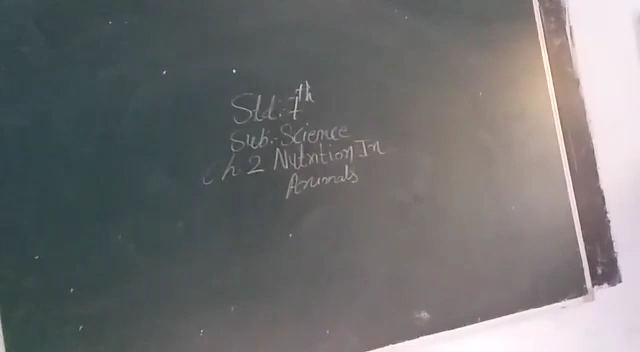 Std:- 7th
Sub:- Science
Ch. 2 Nutrition In
Animals